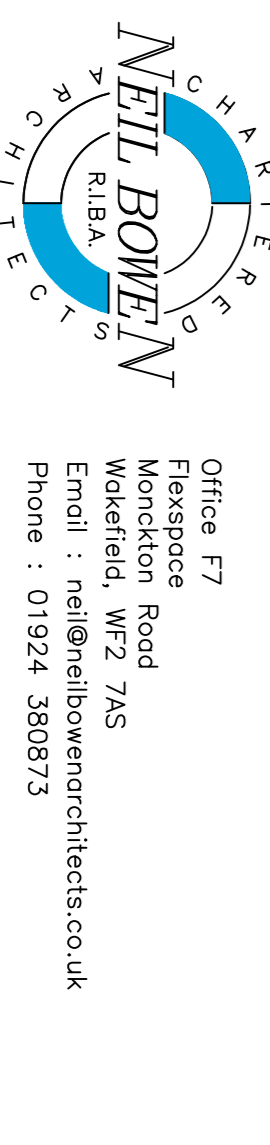 CHARTERED
NEIL BOWEN
R.I.B.A.
ARCHITECTS
Office F7
Flexspace
Monckton Road
Wakefield, WF2 7AS
Email : neil@neilbowenarchitects.co.uk
Phone : 01924 380873